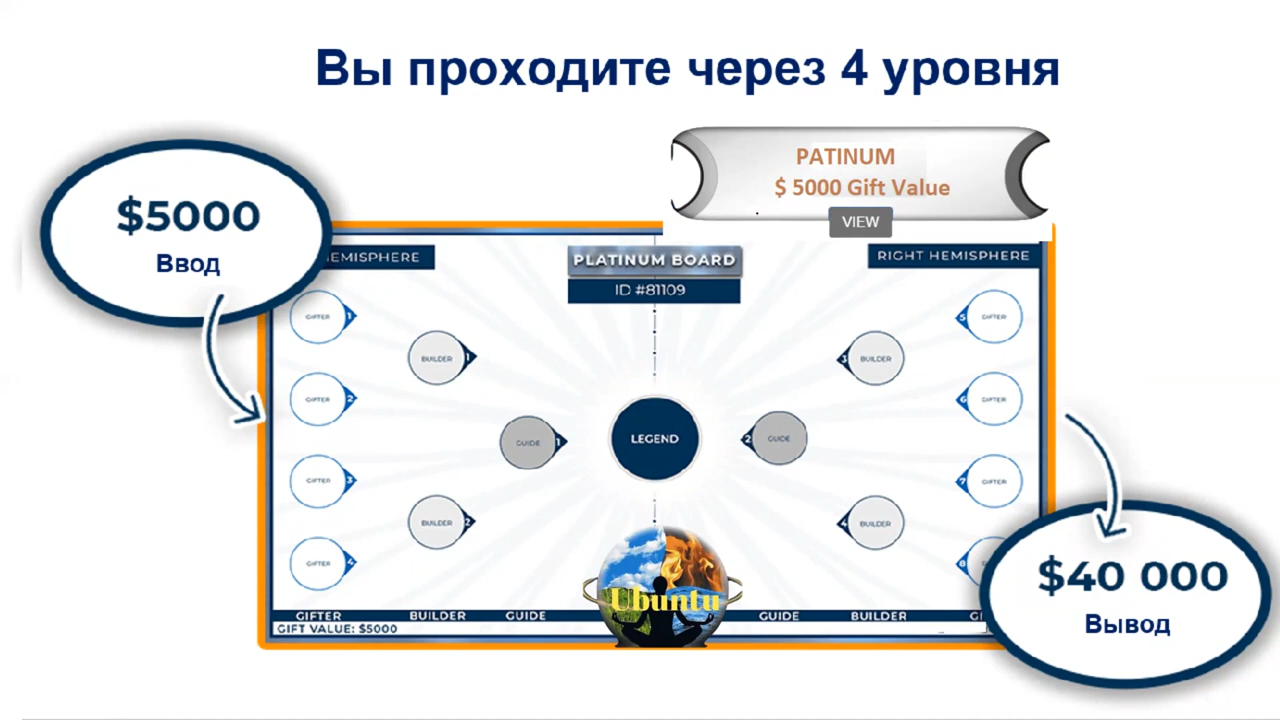 Вы проходите через 4 уровня
PATINUM
$ 5000 Gift Value
VIEW
$5000
Ввод
EMISPHERE
PLATINUM BOARD
ID #81109
RIGHT HEMISPHERE
GIFTER 1
5 GIFTER
BUILDER 1
3 BUILDER
GIFTER 2
6 GIFTER
GUIDE 1
LEGEND
2 GUIDE
GIFTER 3
7 GIFTER
BUILDER 2
4 BUILDER
GIFTER 4
8
$40 000
Вывод
Ubuntu
GIFTER BUILDER GUIDE GUIDE BUILDER GI
GIFT VALUE: $5000